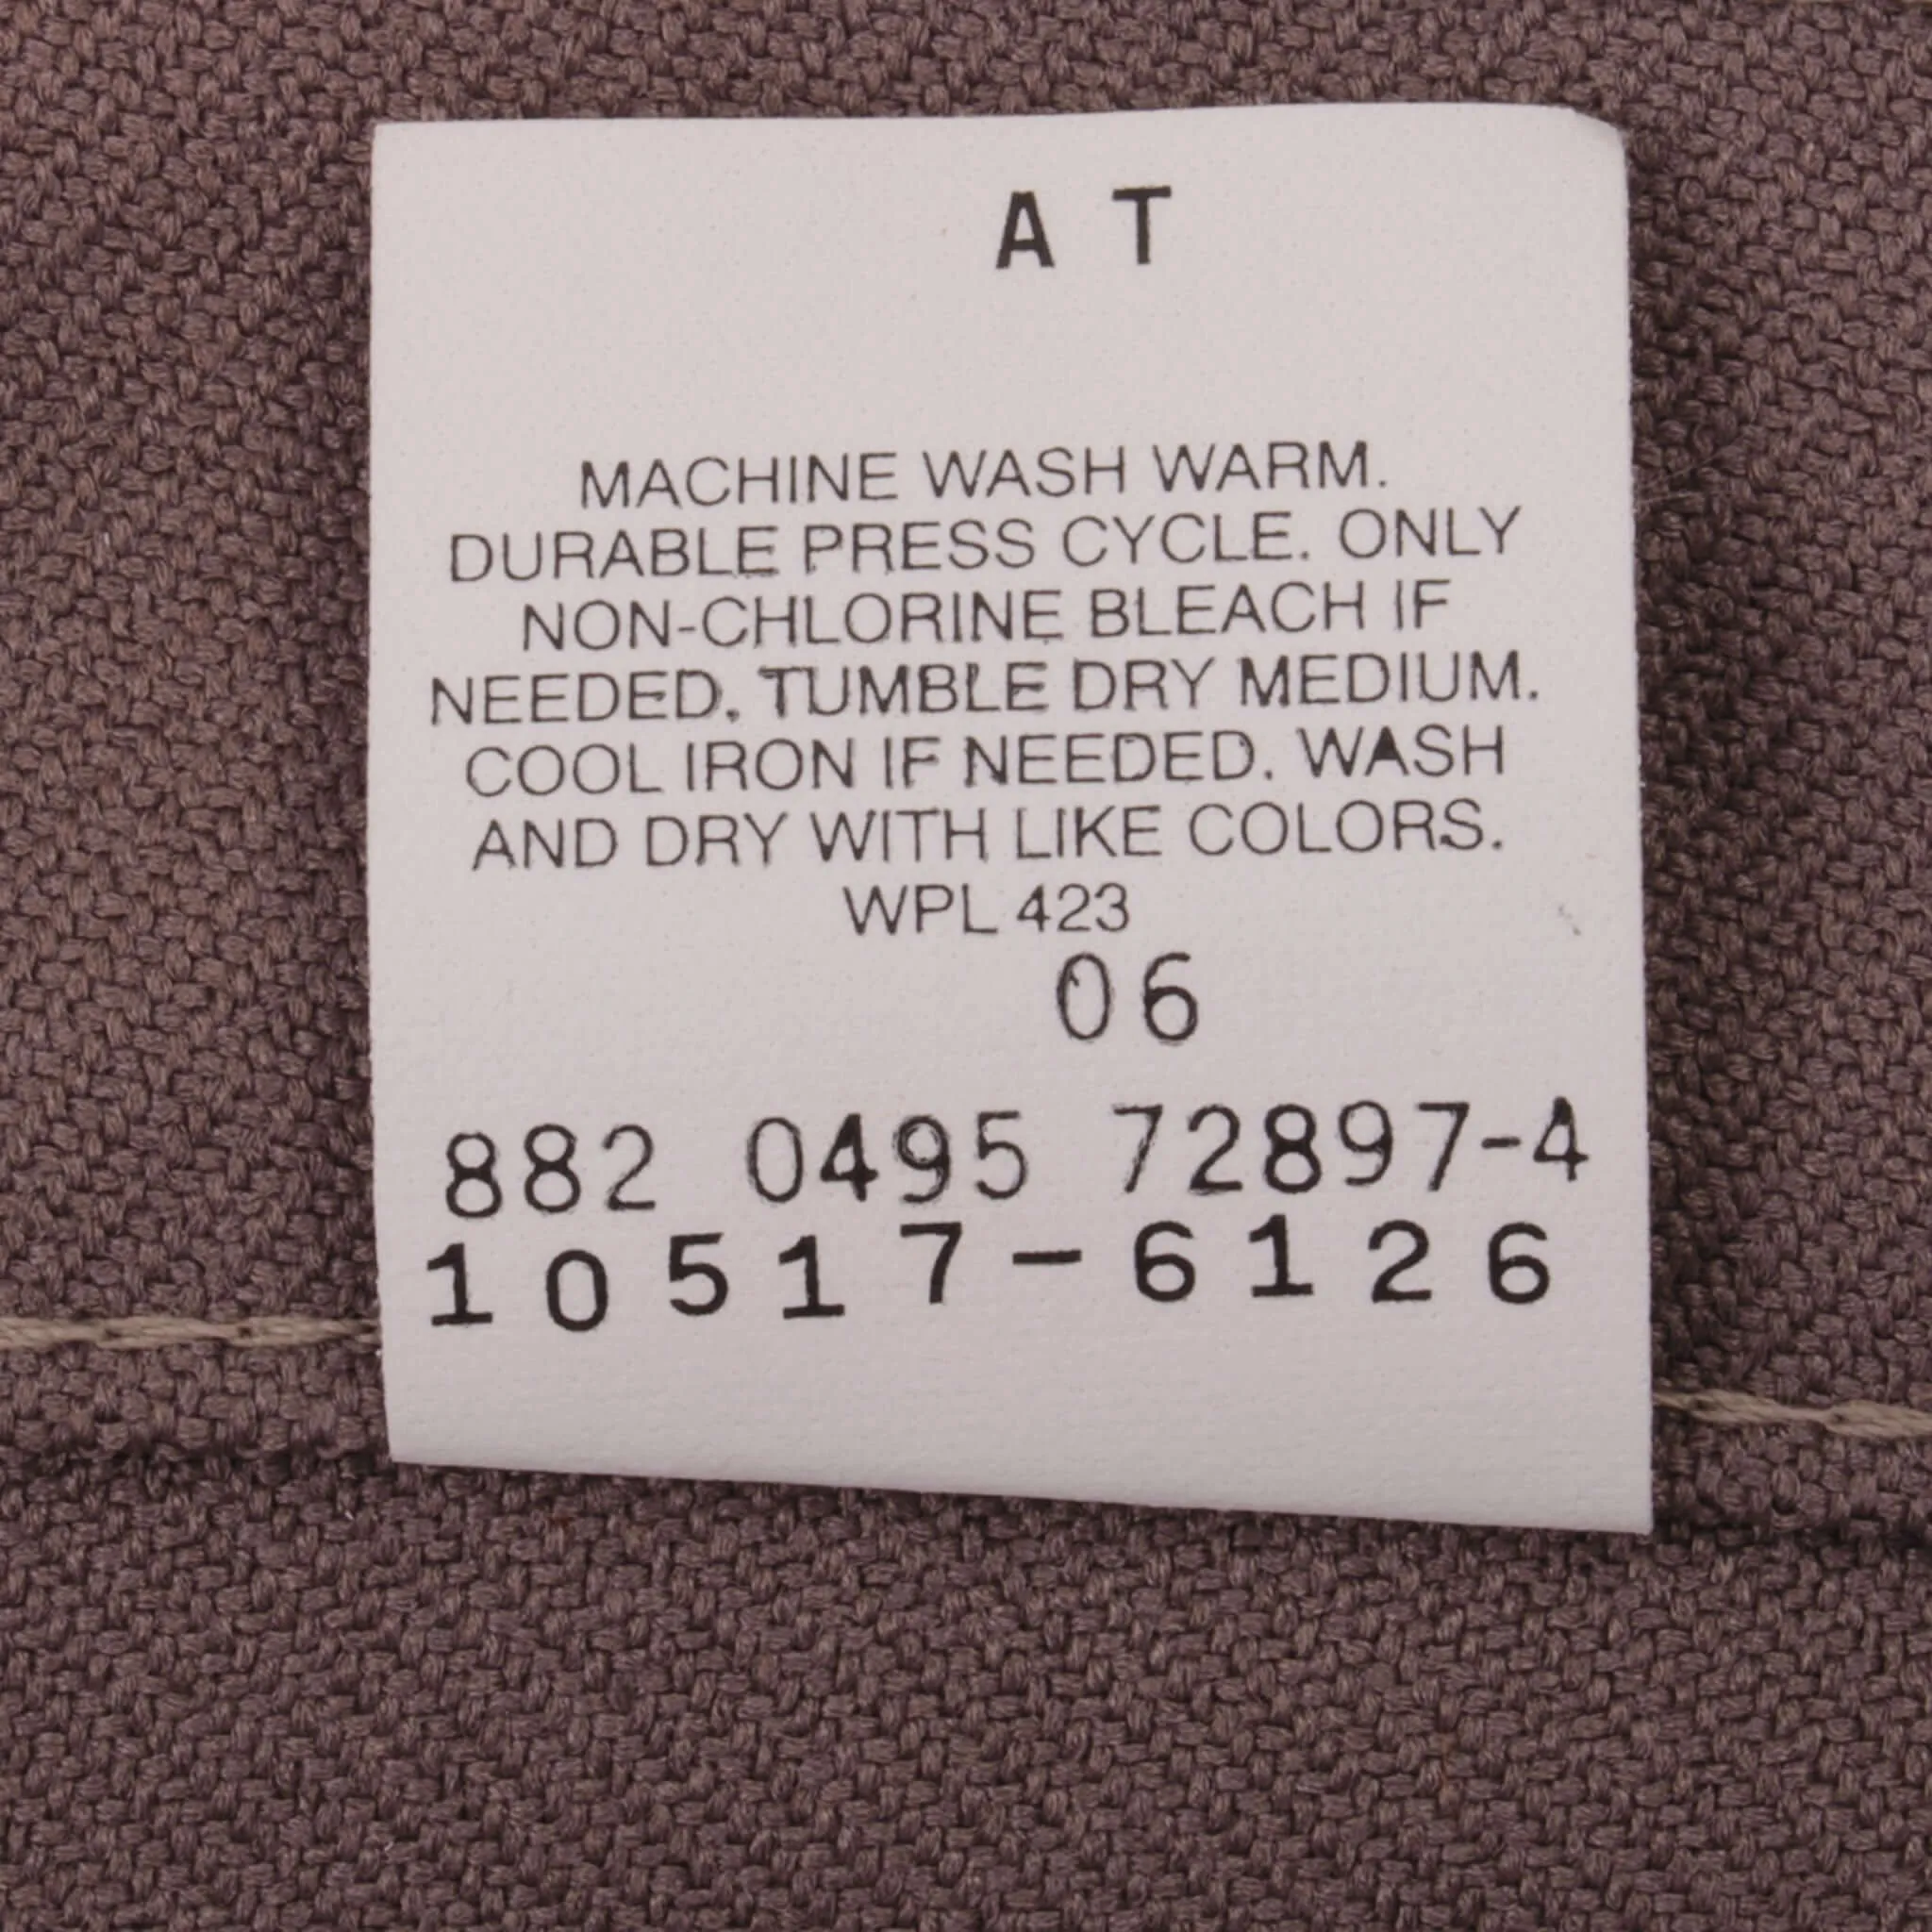 A T
MACHINE WASH WARM.
DURABLE PRESS CYCLE. ONLY
NON-CHLORINE BLEACH IF
NEEDED. TUMBLE DRY MEDIUM.
COOL IRON IF NEEDED. WASH
AND DRY WITH LIKE COLORS.
WPL 423
06
882 0495 72897-4
10517-6126